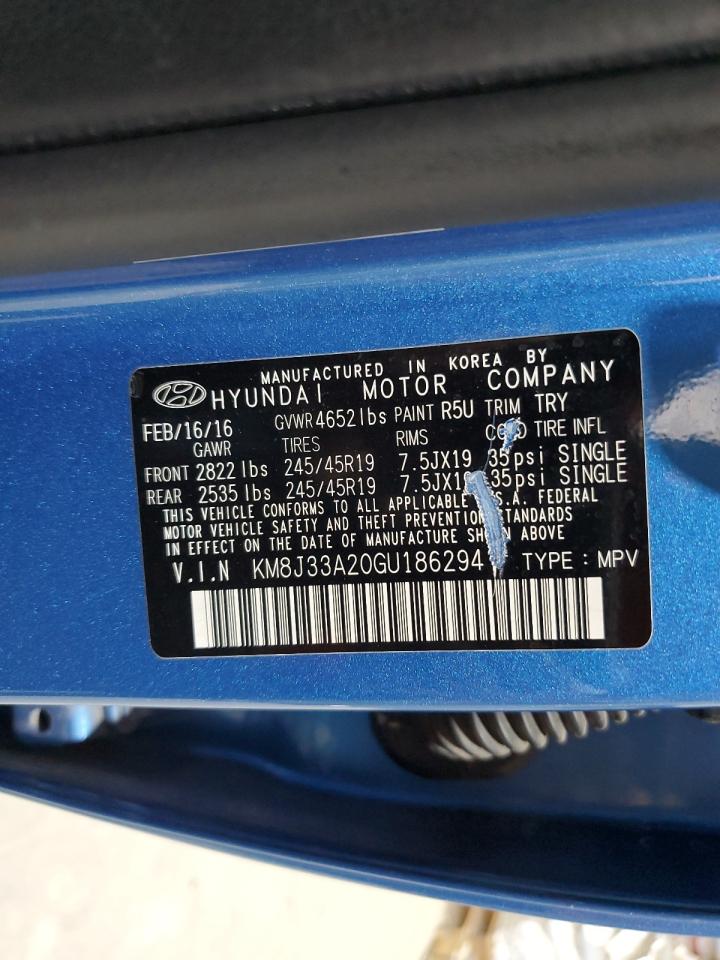 MANUFACTURED IN KOREA BY
HYUNDAI MOTOR COMPANY
FEB/16/16 GVWR 4652 lbs PAINT R5U TRIM TRY
GAWR TIRES RIMS TIRE INFL
FRONT 2822 lbs 245/45R19 7.5JX19 35psi SINGLE
REAR 2535 lbs 245/45R19 35psi SINGLE
THIS VEHICLE CONFORMS TO ALL APPLICABLE FEDERAL
MOTOR VEHICLE SAFETY AND THEFT PREVENTION STANDARDS
IN EFFECT ON THE DATE OF MANUFACTURE SHOWN ABOVE
V.I.N KM8J33A20GU186294 TYPE : MPV